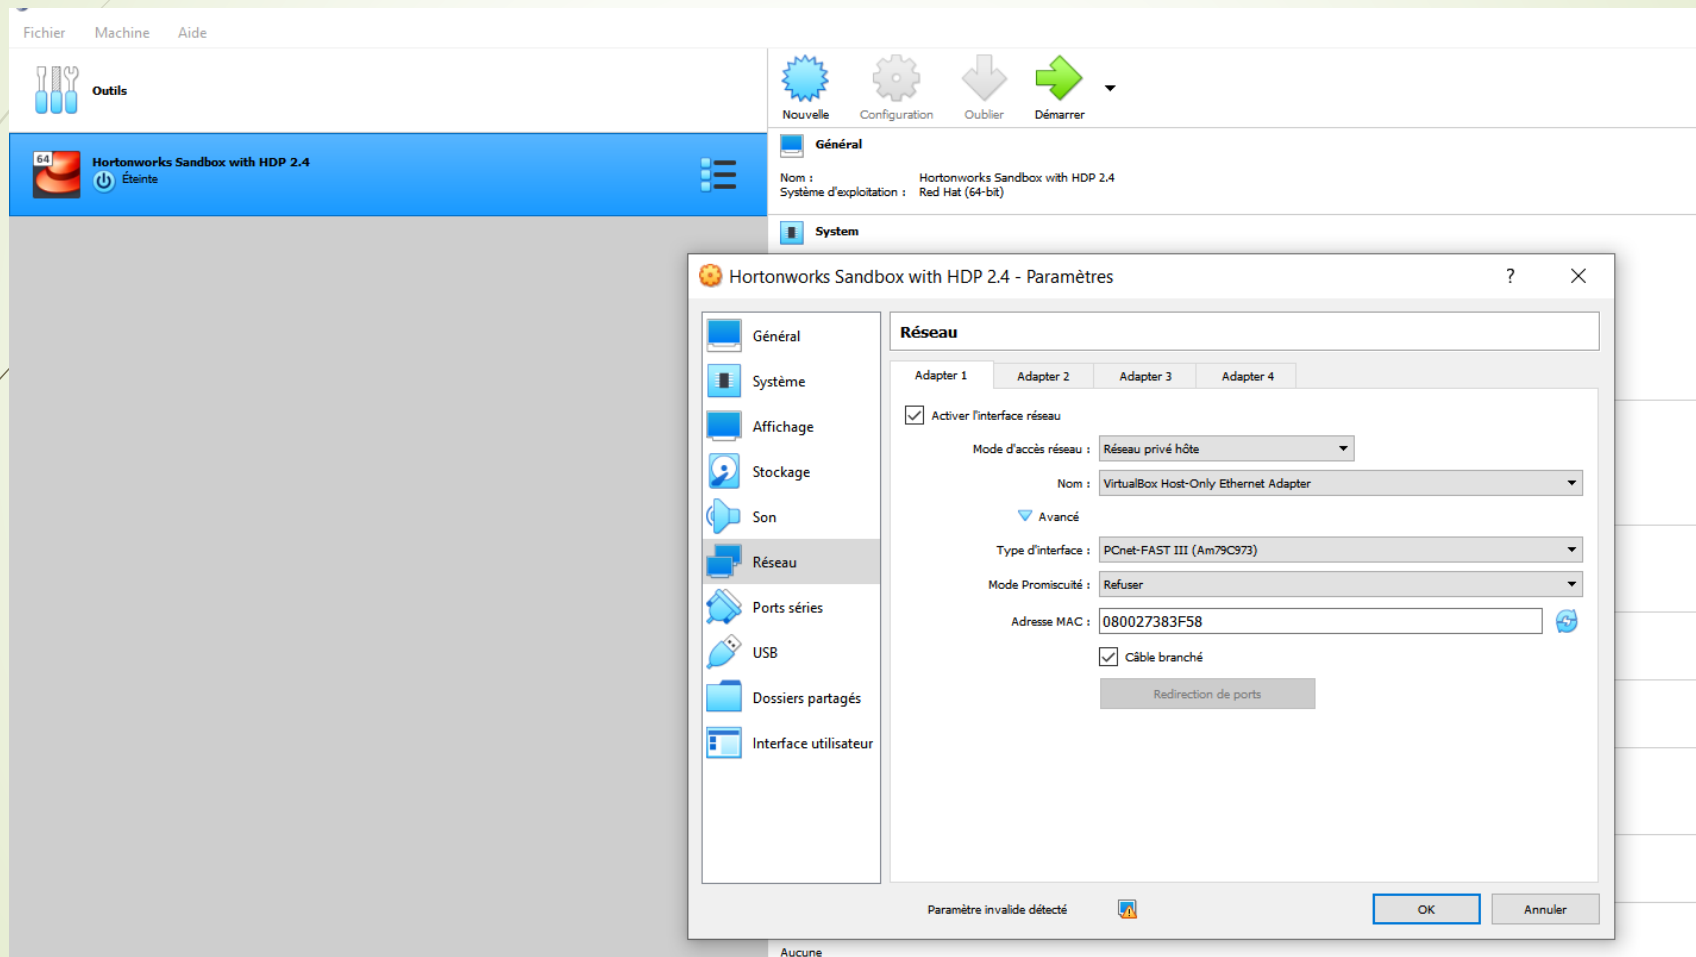 Fichier Machine Aide
Outils
Nouvelle Configuration Oublier Démarrer
64
Hortonworks Sandbox with HDP 2.4
Éteinte
Général
Nom : Hortonworks Sandbox with HDP 2.4
Système d'exploitation : Red Hat (64-bit)
System
Hortonworks Sandbox with HDP 2.4 - Paramètres ?
Général
Système
Affichage
Stockage
Son
Réseau
Ports séries
USB
Dossiers partagés
Interface utilisateur
Réseau
Adapter 1 Adapter 2 Adapter 3 Adapter 4
Activer l'interface réseau
Mode d'accès réseau : Réseau privé hôte
Nom : VirtualBox Host-Only Ethernet Adapter
Avancé
Type d'interface : PCnet-FAST III (Am79C973)
Mode Promiscuité : Refuser
Adresse MAC : 080027383F58
Câble branché
Redirection de ports
Paramètre invalide détecté OK Annuler
Aucune